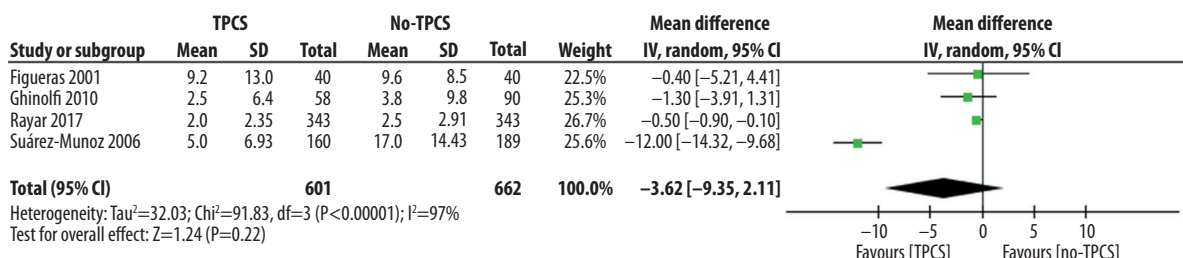 TPCS No-TPCS Mean difference Mean difference
Study or subgroup Mean SD Total Mean SD Total Weight IV, random, 95% CI IV, random, 95% CI
Figueras 2001 9.2 13.0 40 9.6 8.5 40 22.5% −0.40 [−5.21, 4.41]
Ghinolfi 2010 2.5 6.4 58 3.8 9.8 90 25.3% −1.30 [−3.91, 1.31]
Rayar 2017 2.0 2.35 343 2.5 2.91 343 26.7% −0.50 [−0.90, −0.10]
Suárez-Munoz 2006 5.0 6.93 160 17.0 14.43 189 25.6% −12.00 [−14.32, −9.68]
Total (95% CI) 601 662 100.0% −3.62 [−9.35, 2.11]
Heterogeneity: Tau²=32.03; Chi²=91.83, df=3 (P<0.00001); I²=97%
Test for overall effect: Z=1.24 (P=0.22)
−10 −5 0 5 10
Favours [TPCS] Favours [no-TPCS]